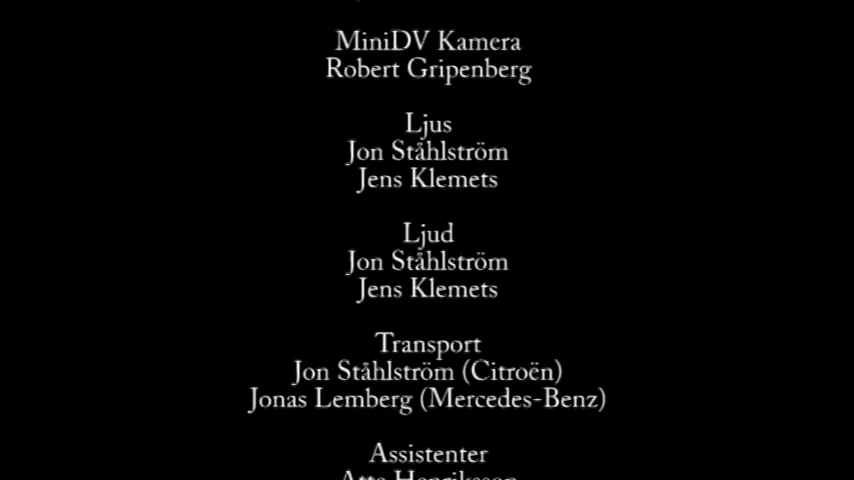 MiniDV Kamera
Robert Gripenberg
Ljus
Jon Ståhlström
Jens Klemets
Ljud
Jon Ståhlström
Jens Klemets
Transport
Jon Ståhlström (Citroën)
Jonas Lemberg (Mercedes-Benz)
Assistenter